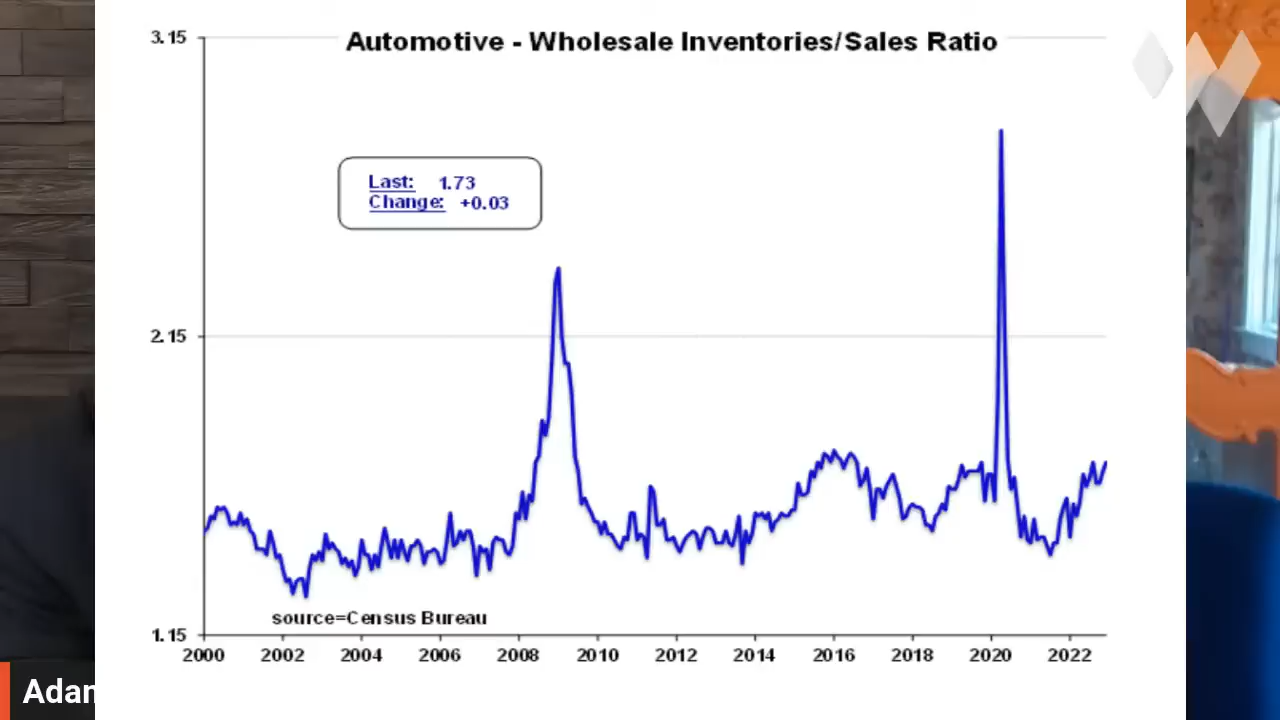 3.15
Automotive - Wholesale Inventories/Sales Ratio
Last: 1.73
Change: +0.03
2.15
source=Census Bureau
1.15
2000 2002 2004 2006 2008 2010 2012 2014 2016 2018 2020 2022
Adan